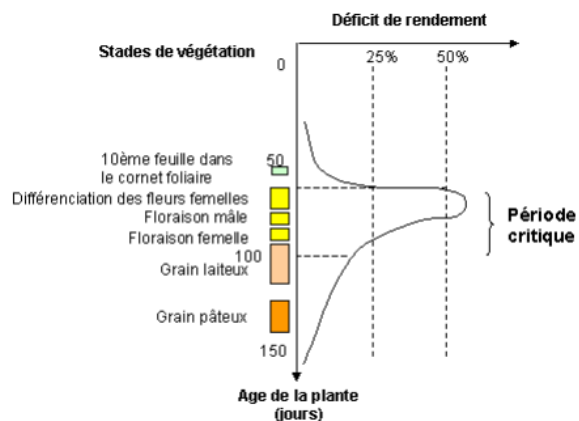 Déficit de rendement
Stades de végétation
0
25%
50%
50
10ème feuille dans
le cornet foliaire
Différenciation des fleurs femelles
Floraison mâle
Floraison femelle
Période
critique
100
Grain laiteux
Grain pâteux
150
Age de la plante
(jours)